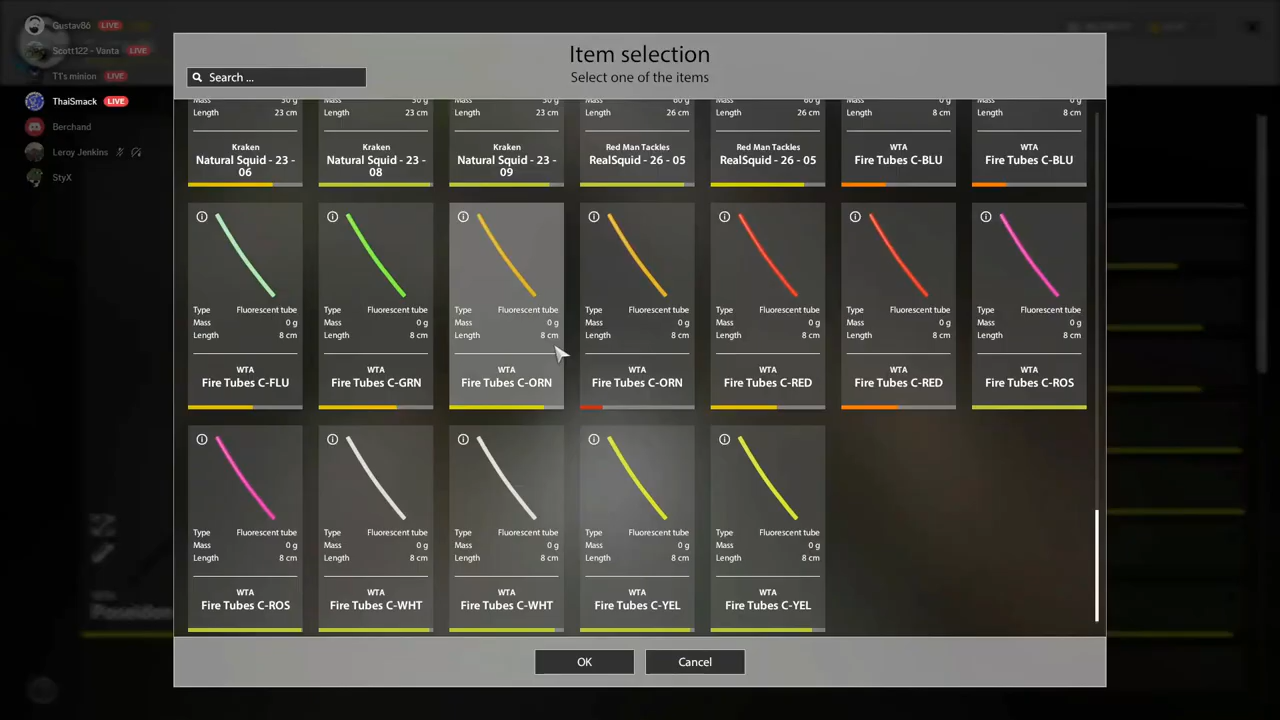 Gustav86 LIVE
Scott122 - Vanta LIVE
TT's minion LIVE
ThaiSmack LIVE
Berchand
Leroy Jenkins
StyX
Item selection
Select one of the items
Search ...
Mass 50 g Mass 50 g Mass 50 g Mass 60 g Mass 60 g Mass 0 g Mass 0 g
Length 23 cm Length 23 cm Length 23 cm Length 26 cm Length 26 cm Length 8 cm Length 8 cm
Kraken Kraken Kraken Red Man Tackles Red Man Tackles WTA WTA
Natural Squid - 23 - Natural Squid - 23 - Natural Squid - 23 - RealSquid - 26 - 05 RealSquid - 26 - 05 Fire Tubes C-BLU Fire Tubes C-BLU
06 08 09
Type Fluorescent tube Type Fluorescent tube Type Fluorescent tube Type Fluorescent tube Type Fluorescent tube Type Fluorescent tube Type Fluorescent tube
Mass 0 g Mass 0 g Mass 0 g Mass 0 g Mass 0 g Mass 0 g Mass 0 g
Length 8 cm Length 8 cm Length 8 cm Length 8 cm Length 8 cm Length 8 cm Length 8 cm
WTA WTA WTA WTA WTA WTA WTA
Fire Tubes C-FLU Fire Tubes C-GRN Fire Tubes C-ORN Fire Tubes C-ORN Fire Tubes C-RED Fire Tubes C-RED Fire Tubes C-ROS
Type Fluorescent tube Type Fluorescent tube Type Fluorescent tube Type Fluorescent tube Type Fluorescent tube
Mass 0 g Mass 0 g Mass 0 g Mass 0 g Mass 0 g
Length 8 cm Length 8 cm Length 8 cm Length 8 cm Length 8 cm
WTA WTA WTA WTA WTA
Fire Tubes C-ROS Fire Tubes C-WHT Fire Tubes C-WHT Fire Tubes C-YEL Fire Tubes C-YEL
OK Cancel